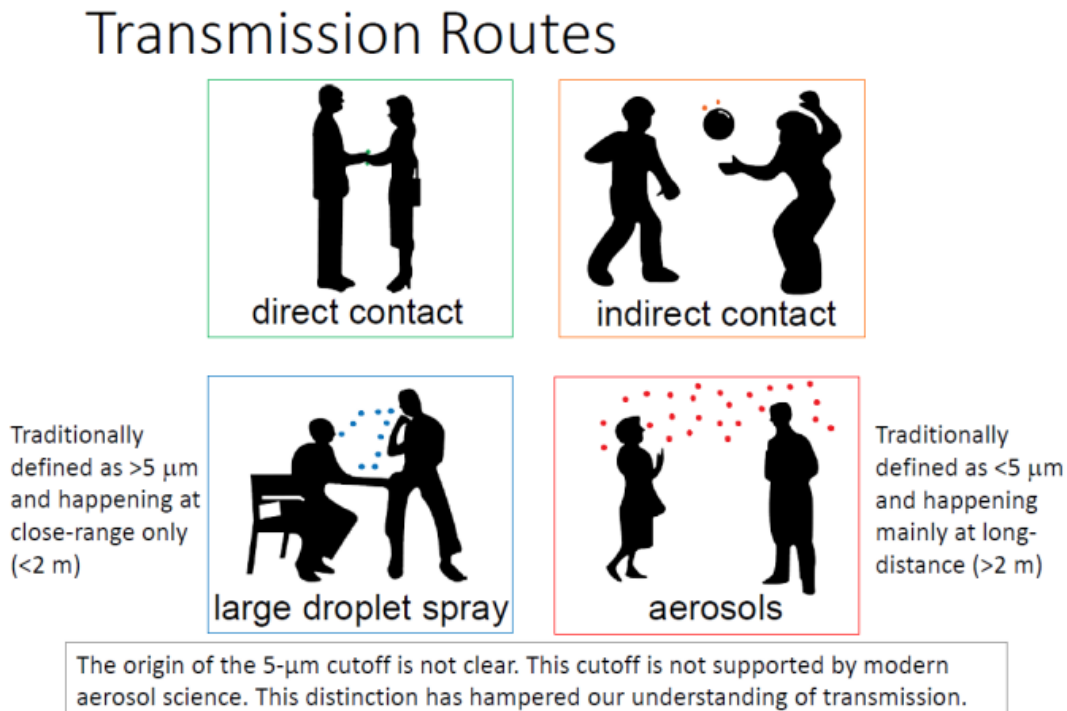 Transmission Routes
direct contact
indirect contact
Traditionally
defined as >5 μm
and happening at
close-range only
(<2 m)
large droplet spray
aerosols
Traditionally
defined as <5 μm
and happening
mainly at long-
distance (>2 m)
The origin of the 5-μm cutoff is not clear. This cutoff is not supported by modern
aerosol science. This distinction has hampered our understanding of transmission.